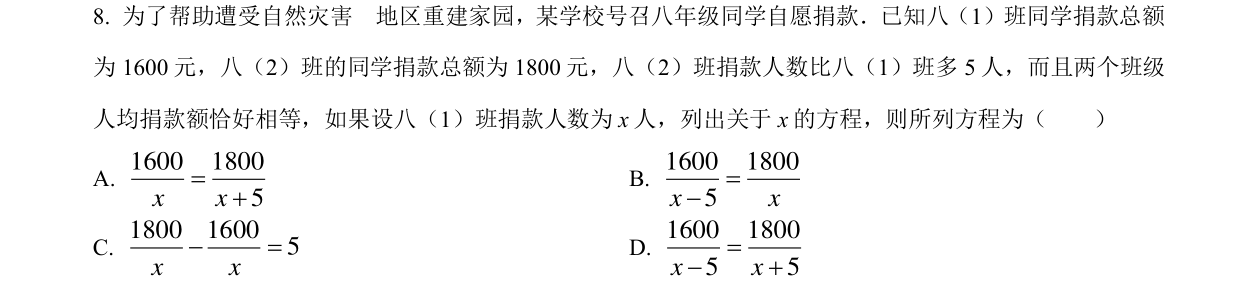 8. 为了帮助遭受自然灾害 地区重建家园，某学校号召八年级同学自愿捐款．已知八（1）班同学捐款总额
为 1600 元，八（2）班的同学捐款总额为 1800 元，八（2）班捐款人数比八（1）班多 5 人，而且两个班级
人均捐款额恰好相等，如果设八（1）班捐款人数为 x 人，列出关于 x 的方程，则所列方程为（ ）
A. 1600/x = 1800/(x+5) B. 1600/(x−5) = 1800/x
C. 1800/x − 1600/x = 5 D. 1600/(x−5) = 1800/(x+5)